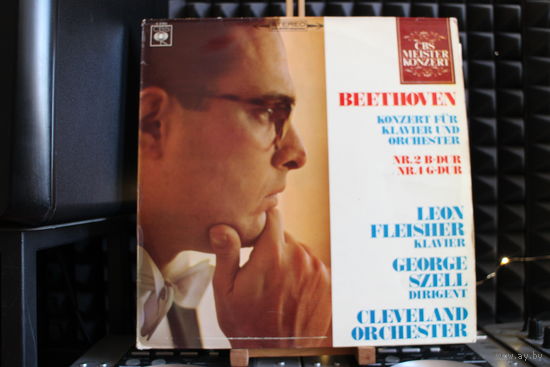 CBS
STEREO
CBS
MEISTER
KONZERT
BEETHOVEN
KONZERT FÜR
KLAVIER UND
ORCHESTER
NR. 2 B-DUR
NR. 4 G-DUR
LEON
FLEISHER
KLAVIER
GEORGE
SZELL
DIRIGENT
CLEVELAND
ORCHESTER
www.ay.by